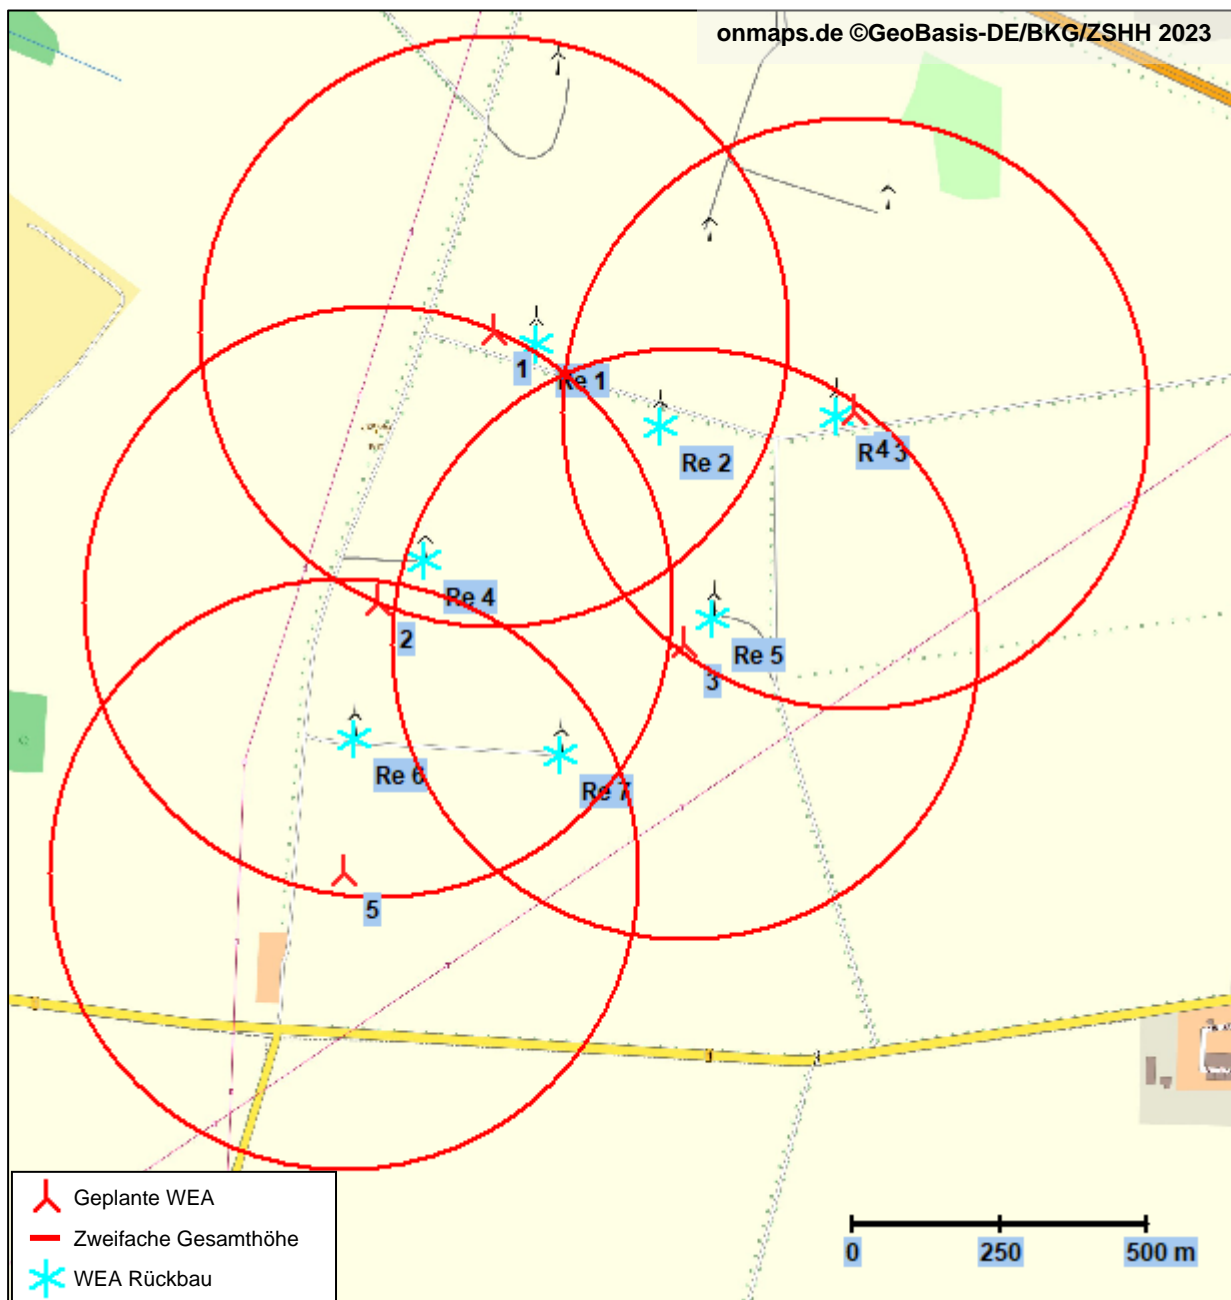 onmaps.de ©GeoBasis-DE/BKG/ZSHH 2023
1
Re 1
Re 2
R 4 3
Re 4
2
Re 5
3
Re 6
Re 7
5
Geplante WEA
Zweifache Gesamthöhe
WEA Rückbau
0 250 500 m